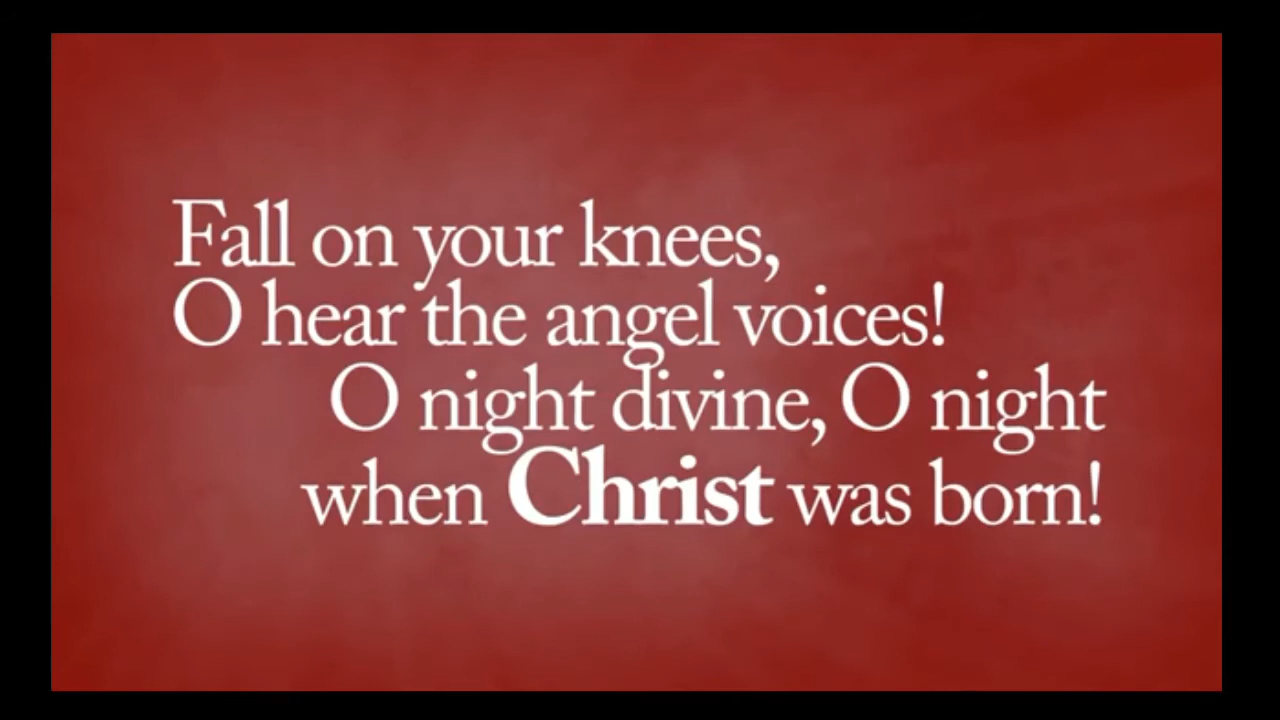 Fall on your knees,
O hear the angel voices!
O night divine, O night
when Christ was born!